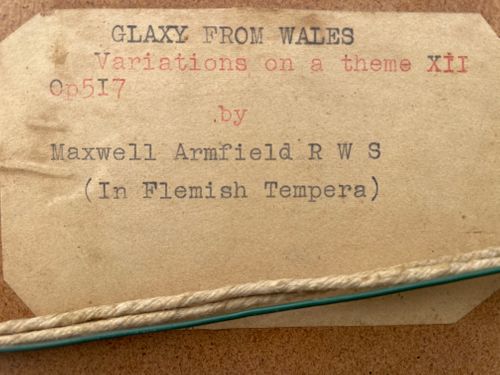 GLAXY FROM WALES
Variations on a theme XII
Op5I7
by
Maxwell Armfield R W S
(In Flemish Tempera)